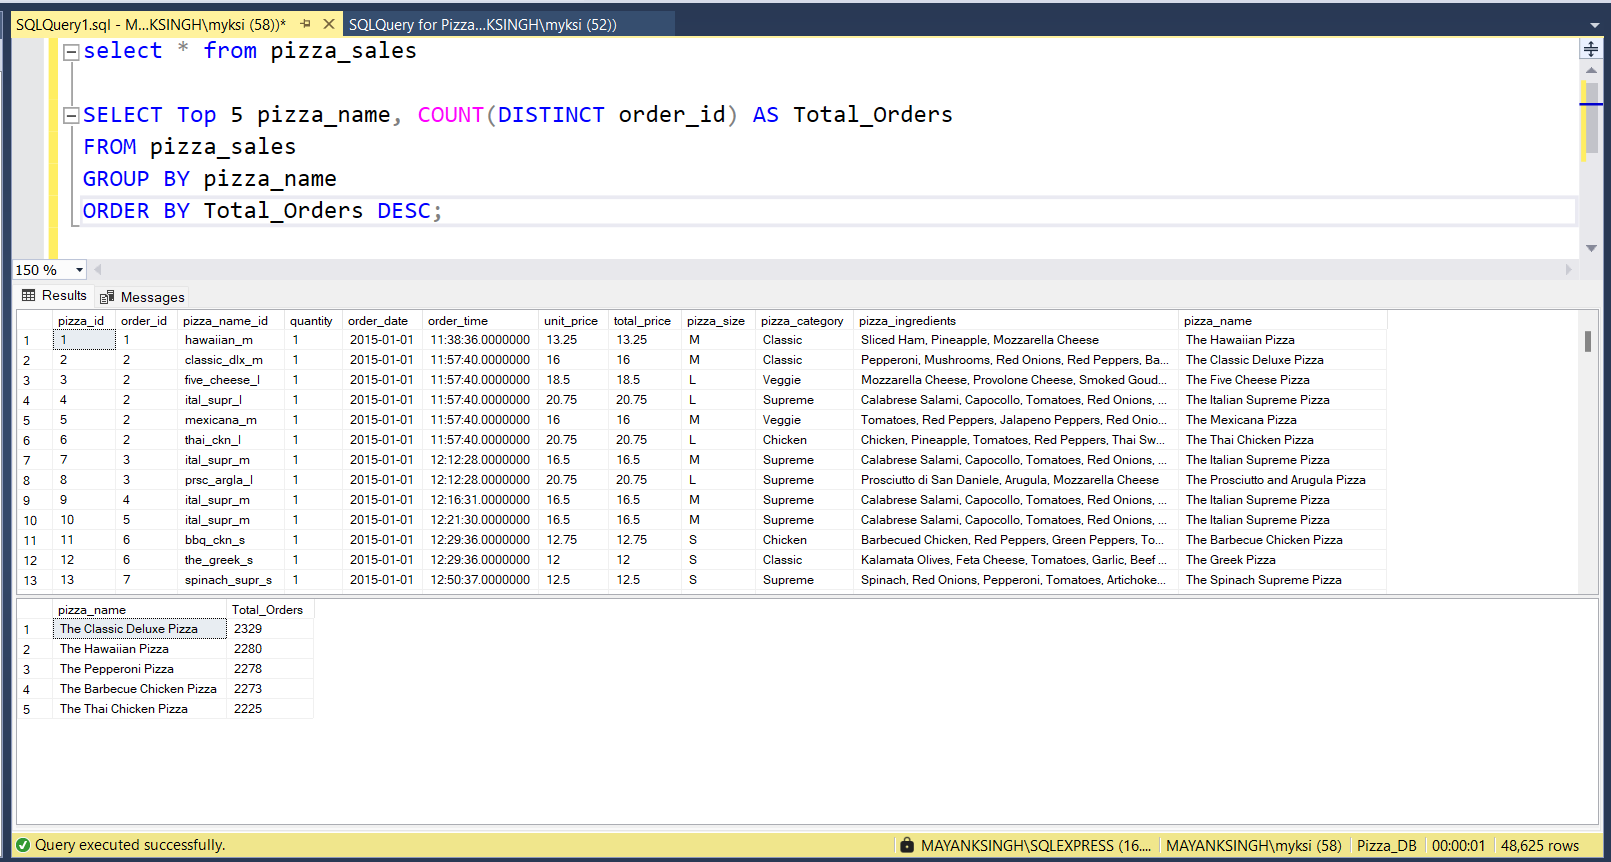 SQLQuery1.sql - M...KSINGH\myksi (58))* SQLQuery for Pizza...KSINGH\myksi (52))
select * from pizza_sales
SELECT Top 5 pizza_name, COUNT(DISTINCT order_id) AS Total_Orders
FROM pizza_sales
GROUP BY pizza_name
ORDER BY Total_Orders DESC;
150 %
Results Messages
pizza_id order_id pizza_name_id quantity order_date order_time unit_price total_price pizza_size pizza_category pizza_ingredients pizza_name
1 1 1 hawaiian_m 1 2015-01-01 11:38:36.0000000 13.25 13.25 M Classic Sliced Ham, Pineapple, Mozzarella Cheese The Hawaiian Pizza
2 2 2 classic_dlx_m 1 2015-01-01 11:57:40.0000000 16 16 M Classic Pepperoni, Mushrooms, Red Onions, Red Peppers, Ba... The Classic Deluxe Pizza
3 3 2 five_cheese_l 1 2015-01-01 11:57:40.0000000 18.5 18.5 L Veggie Mozzarella Cheese, Provolone Cheese, Smoked Goud... The Five Cheese Pizza
4 4 2 ital_supr_l 1 2015-01-01 11:57:40.0000000 20.75 20.75 L Supreme Calabrese Salami, Capocollo, Tomatoes, Red Onions, ... The Italian Supreme Pizza
5 5 2 mexicana_m 1 2015-01-01 11:57:40.0000000 16 16 M Veggie Tomatoes, Red Peppers, Jalapeno Peppers, Red Onio... The Mexicana Pizza
6 6 2 thai_ckn_l 1 2015-01-01 11:57:40.0000000 20.75 20.75 L Chicken Chicken, Pineapple, Tomatoes, Red Peppers, Thai Sw... The Thai Chicken Pizza
7 7 3 ital_supr_m 1 2015-01-01 12:12:28.0000000 16.5 16.5 M Supreme Calabrese Salami, Capocollo, Tomatoes, Red Onions, ... The Italian Supreme Pizza
8 8 3 prsc_argla_l 1 2015-01-01 12:12:28.0000000 20.75 20.75 L Supreme Prosciutto di San Daniele, Arugula, Mozzarella Cheese The Prosciutto and Arugula Pizza
9 9 4 ital_supr_m 1 2015-01-01 12:16:31.0000000 16.5 16.5 M Supreme Calabrese Salami, Capocollo, Tomatoes, Red Onions, ... The Italian Supreme Pizza
10 10 5 ital_supr_m 1 2015-01-01 12:21:30.0000000 16.5 16.5 M Supreme Calabrese Salami, Capocollo, Tomatoes, Red Onions, ... The Italian Supreme Pizza
11 11 6 bbq_ckn_s 1 2015-01-01 12:29:36.0000000 12.75 12.75 S Chicken Barbecued Chicken, Red Peppers, Green Peppers, To... The Barbecue Chicken Pizza
12 12 6 the_greek_s 1 2015-01-01 12:29:36.0000000 12 12 S Classic Kalamata Olives, Feta Cheese, Tomatoes, Garlic, Beef ... The Greek Pizza
13 13 7 spinach_supr_s 1 2015-01-01 12:50:37.0000000 12.5 12.5 S Supreme Spinach, Red Onions, Pepperoni, Tomatoes, Artichoke... The Spinach Supreme Pizza
pizza_name Total_Orders
1 The Classic Deluxe Pizza 2329
2 The Hawaiian Pizza 2280
3 The Pepperoni Pizza 2278
4 The Barbecue Chicken Pizza 2273
5 The Thai Chicken Pizza 2225
Query executed successfully. MAYANKSINGH\SQLEXPRESS (16.... MAYANKSINGH\myksi (58) Pizza_DB 00:00:01 48,625 rows